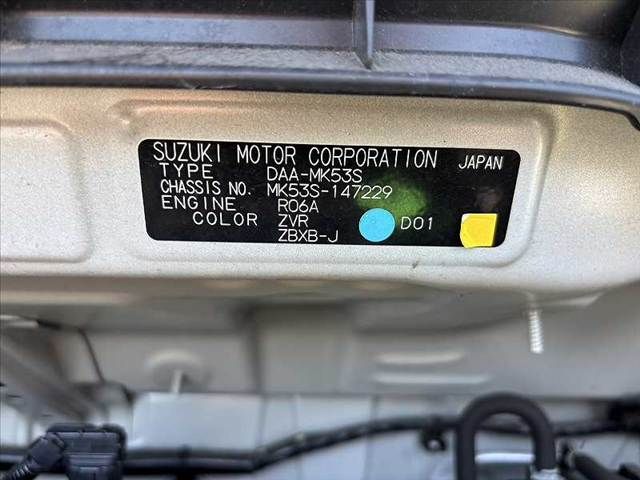 SUZUKI MOTOR CORPORATION JAPAN
TYPE DAA-MK53S
CHASSIS NO. MK53S-147229
ENGINE R06A
COLOR ZVR D01
ZBXB-J